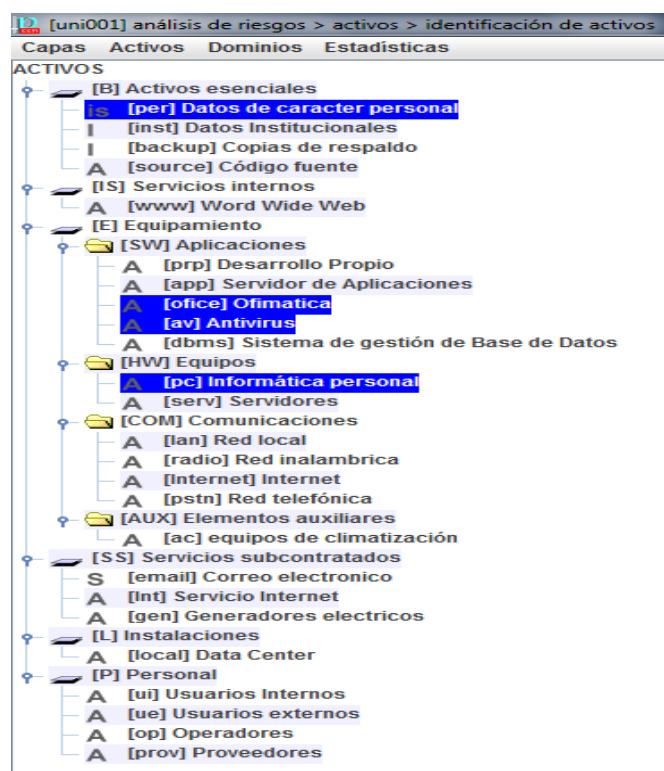 [uni001] análisis de riesgos > activos > identificación de activos
Capas Activos Dominios Estadísticas
ACTIVOS
[B] Activos esenciales
is [per] Datos de caracter personal
I [inst] Datos Institucionales
I [backup] Copias de respaldo
A [source] Código fuente
[IS] Servicios internos
A [www] Word Wide Web
[E] Equipamiento
[SW] Aplicaciones
A [prp] Desarrollo Propio
A [app] Servidor de Aplicaciones
A [ofice] Ofimatica
A [av] Antivirus
A [dbms] Sistema de gestión de Base de Datos
[HW] Equipos
A [pc] Informática personal
A [serv] Servidores
[COM] Comunicaciones
A [lan] Red local
A [radio] Red inalambrica
A [Internet] Internet
A [pstn] Red telefónica
[AUX] Elementos auxiliares
A [ac] equipos de climatización
[SS] Servicios subcontratados
S [email] Correo electronico
A [Int] Servicio Internet
A [gen] Generadores electricos
[L] Instalaciones
A [local] Data Center
[P] Personal
A [ui] Usuarios Internos
A [ue] Usuarios externos
A [op] Operadores
A [prov] Proveedores